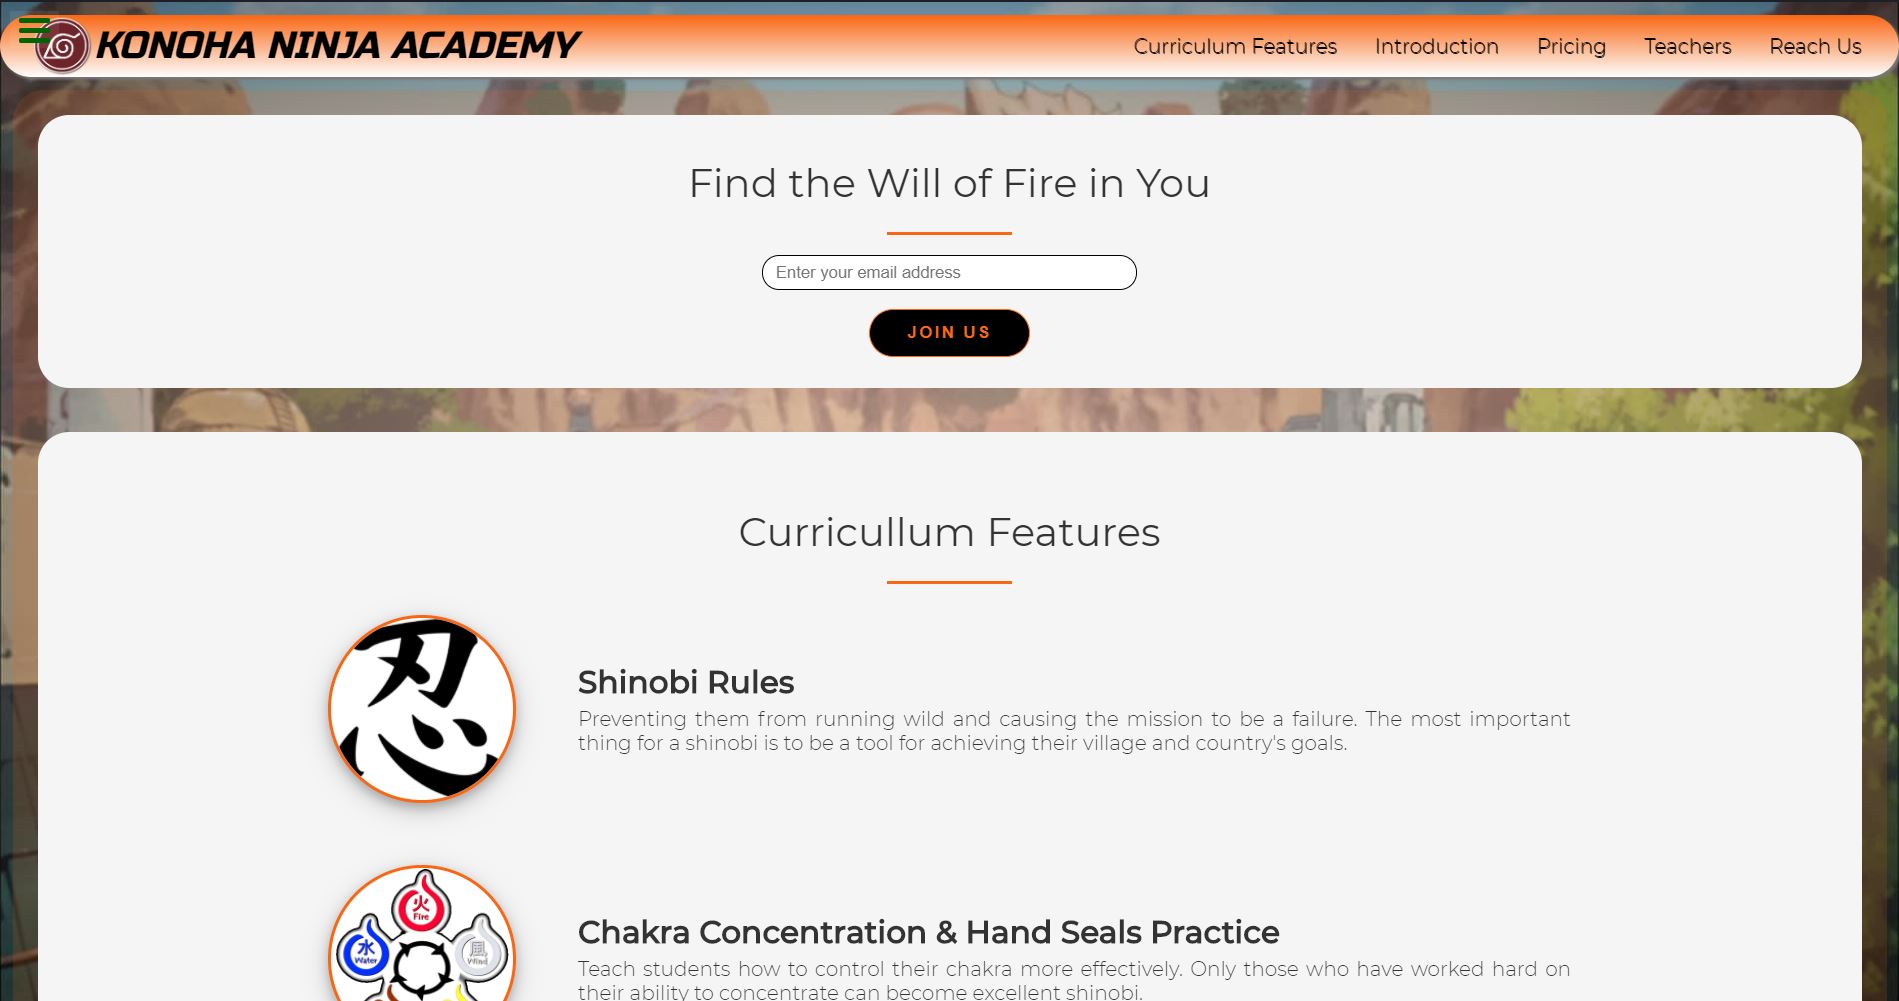 KONOHA NINJA ACADEMY
Curriculum Features
Introduction
Pricing
Teachers
Reach Us
Find the Will of Fire in You
Enter your email address
JOIN US
Curricullum Features
忍
Shinobi Rules
Preventing them from running wild and causing the mission to be a failure. The most important
thing for a shinobi is to be a tool for achieving their village and country's goals.
火
Fire
水
Water
風
Wind
Chakra Concentration & Hand Seals Practice
Teach students how to control their chakra more effectively. Only those who have worked hard on
their ability to concentrate can become excellent shinobi.